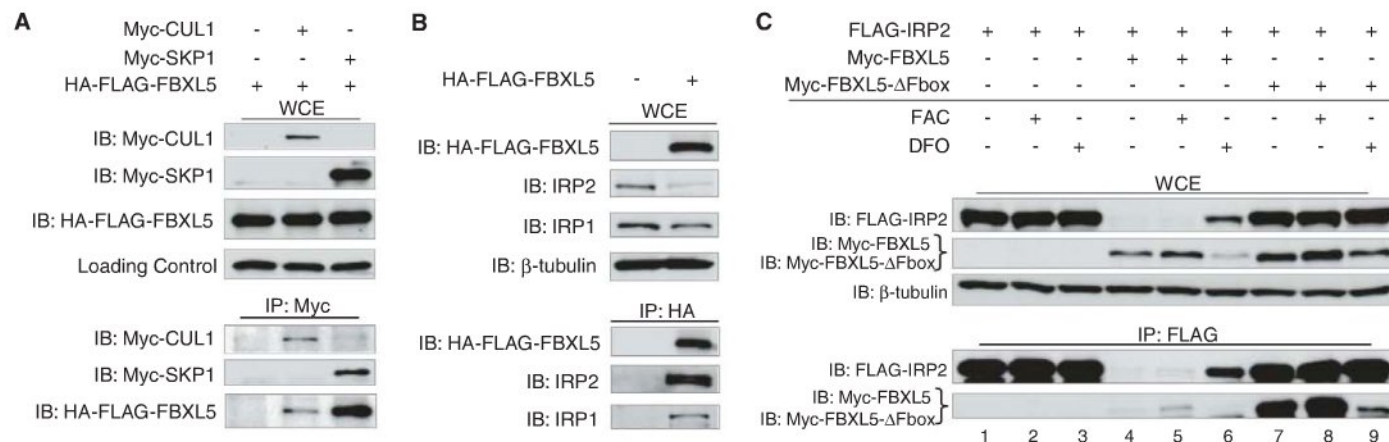 A
Myc-CUL1 - + -
Myc-SKP1 - - +
HA-FLAG-FBXL5 + + +
WCE
IB: Myc-CUL1
IB: Myc-SKP1
IB: HA-FLAG-FBXL5
Loading Control
IP: Myc
IB: Myc-CUL1
IB: Myc-SKP1
IB: HA-FLAG-FBXL5
B
HA-FLAG-FBXL5 - +
WCE
IB: HA-FLAG-FBXL5
IB: IRP2
IB: IRP1
IB: β-tubulin
IP: HA
IB: HA-FLAG-FBXL5
IB: IRP2
IB: IRP1
C
FLAG-IRP2 + + + + + + + + +
Myc-FBXL5 - - - + + + - - -
Myc-FBXL5-ΔFbox - - - - - - + + +
FAC - + - - + - - + -
DFO - - + - - + - - +
WCE
IB: FLAG-IRP2
IB: Myc-FBXL5
IB: Myc-FBXL5-ΔFbox
IB: β-tubulin
IP: FLAG
IB: FLAG-IRP2
IB: Myc-FBXL5
IB: Myc-FBXL5-ΔFbox
1 2 3 4 5 6 7 8 9